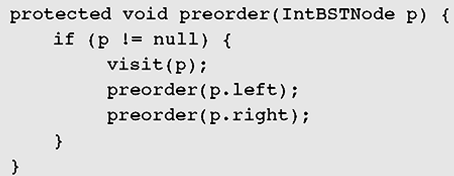 protected void preorder(IntBSTNode p) {
    if (p != null) {
        visit(p);
        preorder(p.left);
        preorder(p.right);
    }
}